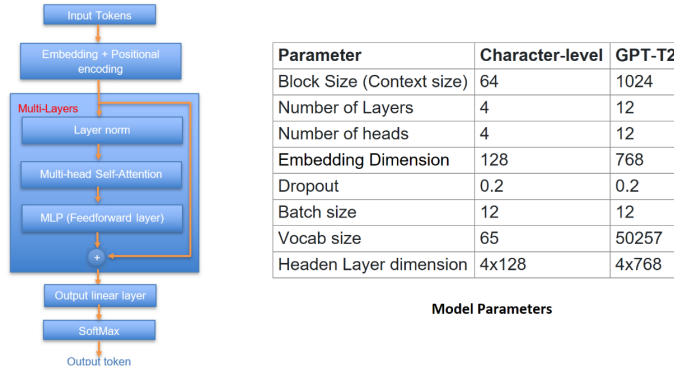 Input Tokens
Embedding + Positional
encoding
Multi-Layers
Layer norm
Multi-head Self-Attention
MLP (Feedforward layer)
+
Output linear layer
SoftMax
Output token
Parameter Character-level GPT-T2
Block Size (Context size) 64 1024
Number of Layers 4 12
Number of heads 4 12
Embedding Dimension 128 768
Dropout 0.2 0.2
Batch size 12 12
Vocab size 65 50257
Headen Layer dimension 4x128 4x768
Model Parameters